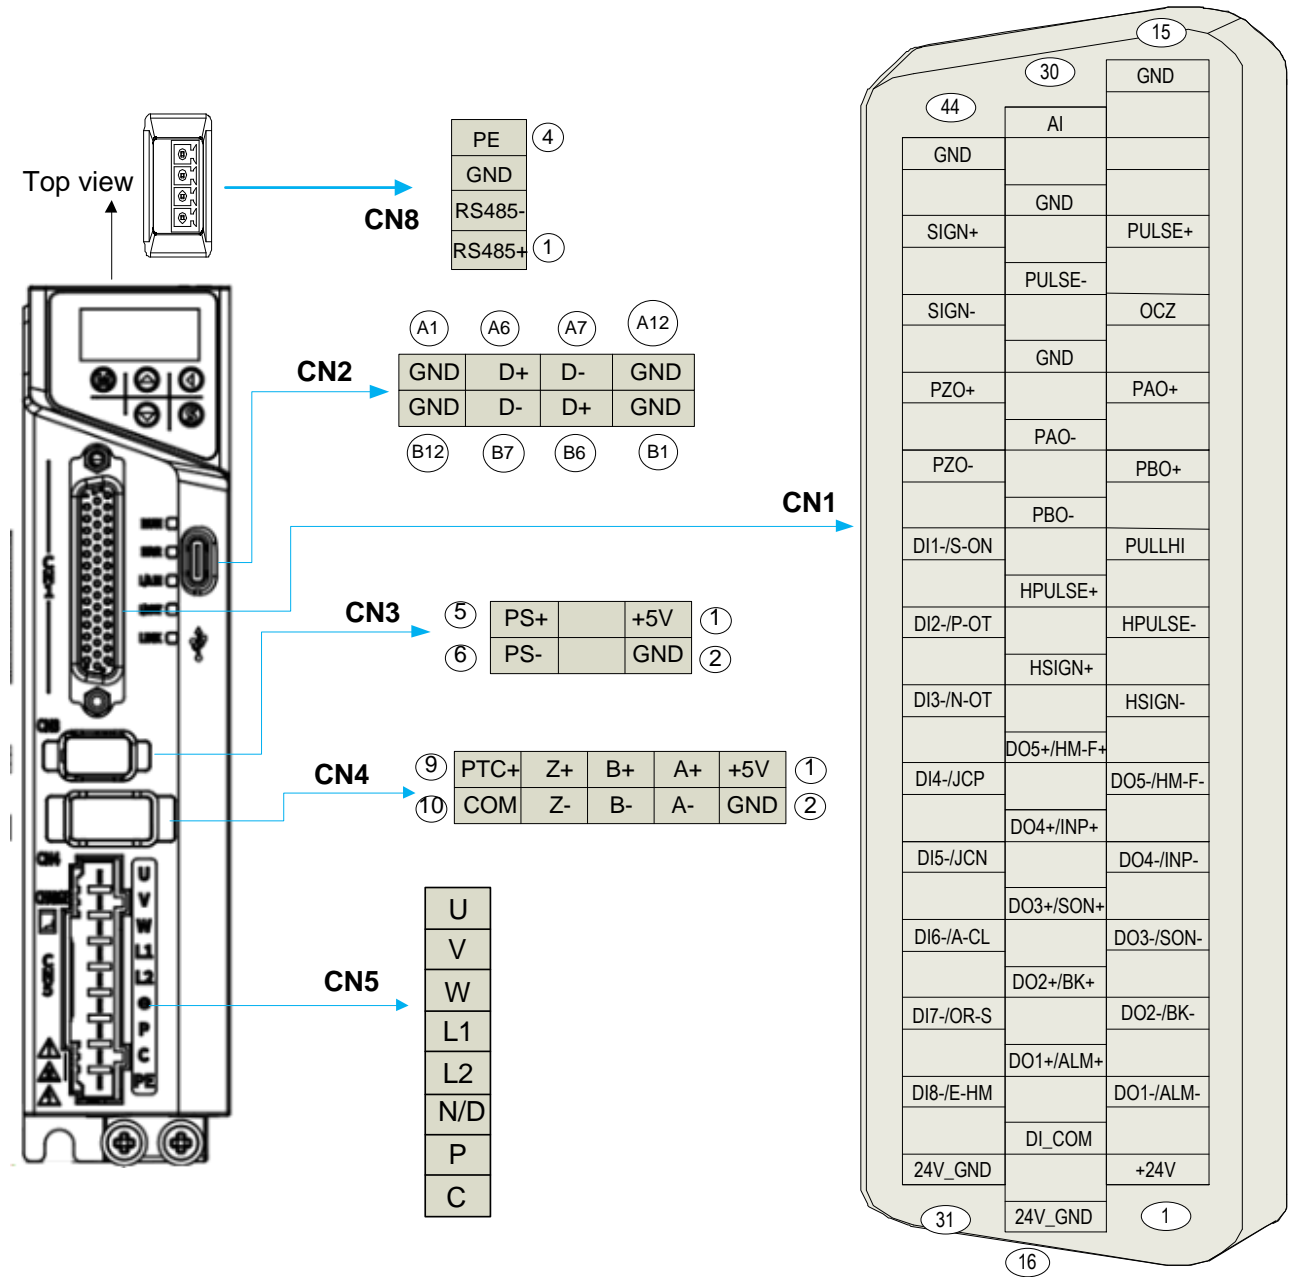 Top view
CN8
PE 4
GND
RS485-
RS485+ 1
CN2
A1 A6 A7 A12
GND D+ D- GND
GND D- D+ GND
B12 B7 B6 B1
CN1
CN3
5 PS+ +5V 1
6 PS- GND 2
CN4
9 PTC+ Z+ B+ A+ +5V 1
10 COM Z- B- A- GND 2
CN5
U
V
W
L1
L2
N/D
P
C
U
V
W
L1
L2
P
C
PE
CN3
CN4
15
30
44
GND
AI
GND
GND
SIGN+ PULSE+
PULSE-
SIGN- OCZ
GND
PZO+ PAO+
PAO-
PZO- PBO+
PBO-
DI1-/S-ON PULLHI
HPULSE+
DI2-/P-OT HPULSE-
HSIGN+
DI3-/N-OT HSIGN-
DO5+/HM-F+
DI4-/JCP DO5-/HM-F-
DO4+/INP+
DI5-/JCN DO4-/INP-
DO3+/SON+
DI6-/A-CL DO3-/SON-
DO2+/BK+
DI7-/OR-S DO2-/BK-
DO1+/ALM+
DI8-/E-HM DO1-/ALM-
DI_COM
24V_GND +24V
31 24V_GND 1
16